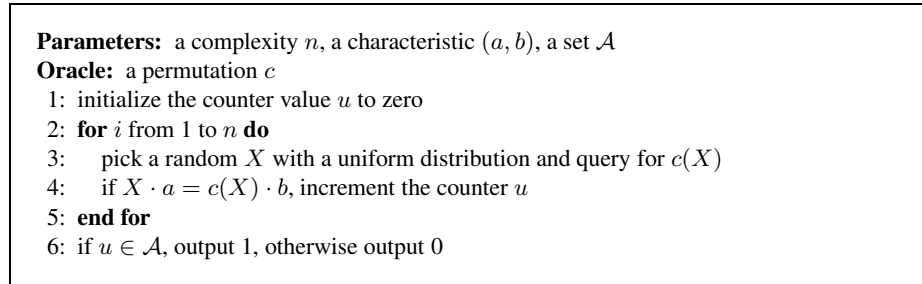 Parameters: a complexity n, a characteristic (a, b), a set 𝒜
Oracle: a permutation c
1: initialize the counter value u to zero
2: for i from 1 to n do
3: pick a random X with a uniform distribution and query for c(X)
4: if X · a = c(X) · b, increment the counter u
5: end for
6: if u ∈ 𝒜, output 1, otherwise output 0